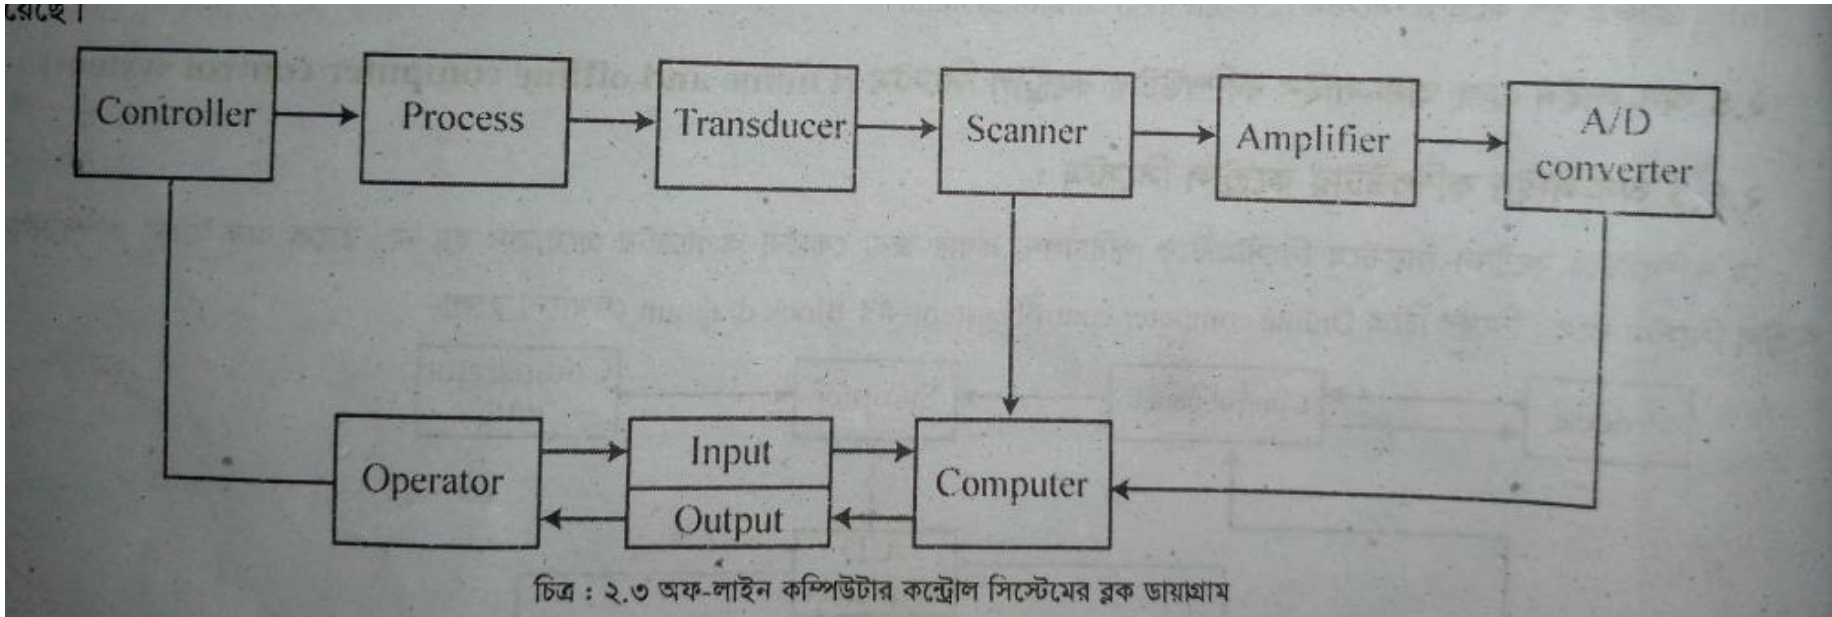 য়েছে।
Controller
Process
Transducer
Scanner
Amplifier
A/D
converter
Operator
Input
Output
Computer
চিত্র : ২.৩ অফ-লাইন কম্পিউটার কন্ট্রোল সিস্টেমের ব্লক ডায়াগ্রাম